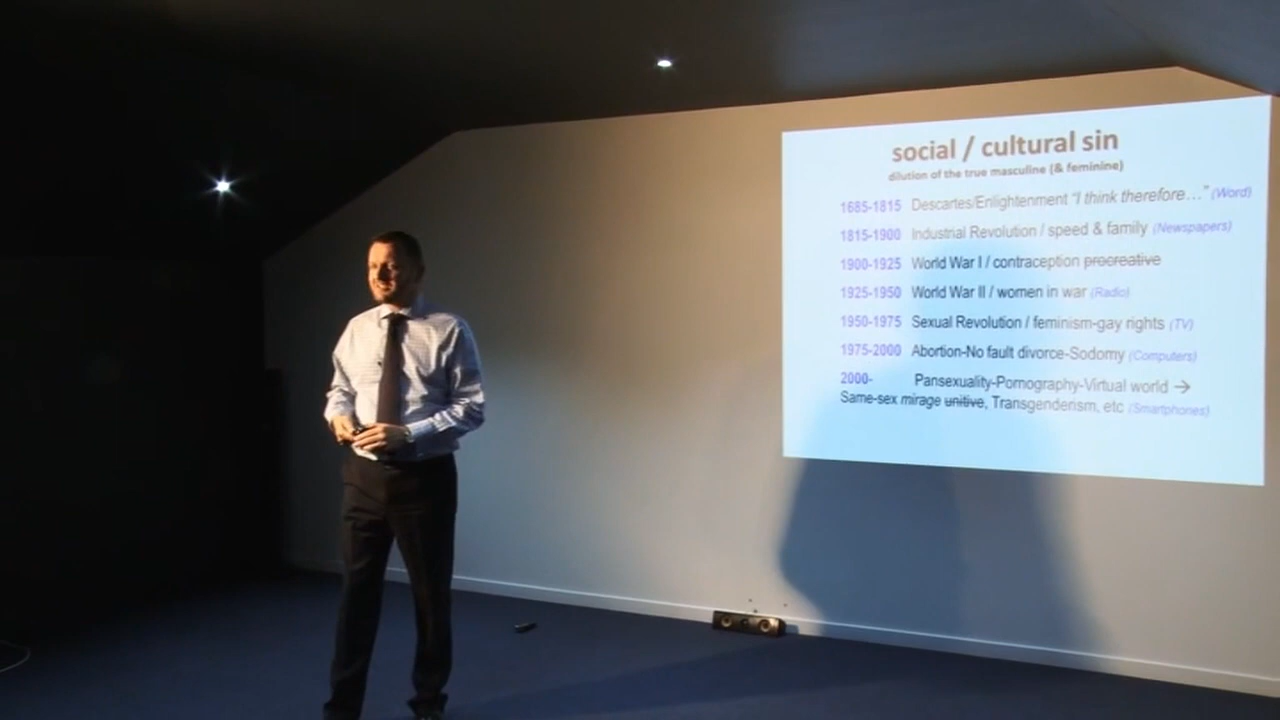 social / cultural sin
dilution of the true masculine (& feminine)
1685-1815 Descartes/Enlightenment “I think therefore…” (Word)
1815-1900 Industrial Revolution / speed & family (Newspapers)
1900-1925 World War I / contraception procreative
1925-1950 World War II / women in war (Radio)
1950-1975 Sexual Revolution / feminism-gay rights (TV)
1975-2000 Abortion-No fault divorce-Sodomy (Computers)
2000- Pansexuality-Pornography-Virtual world →
Same-sex mirage unitive, Transgenderism, etc (Smartphones)